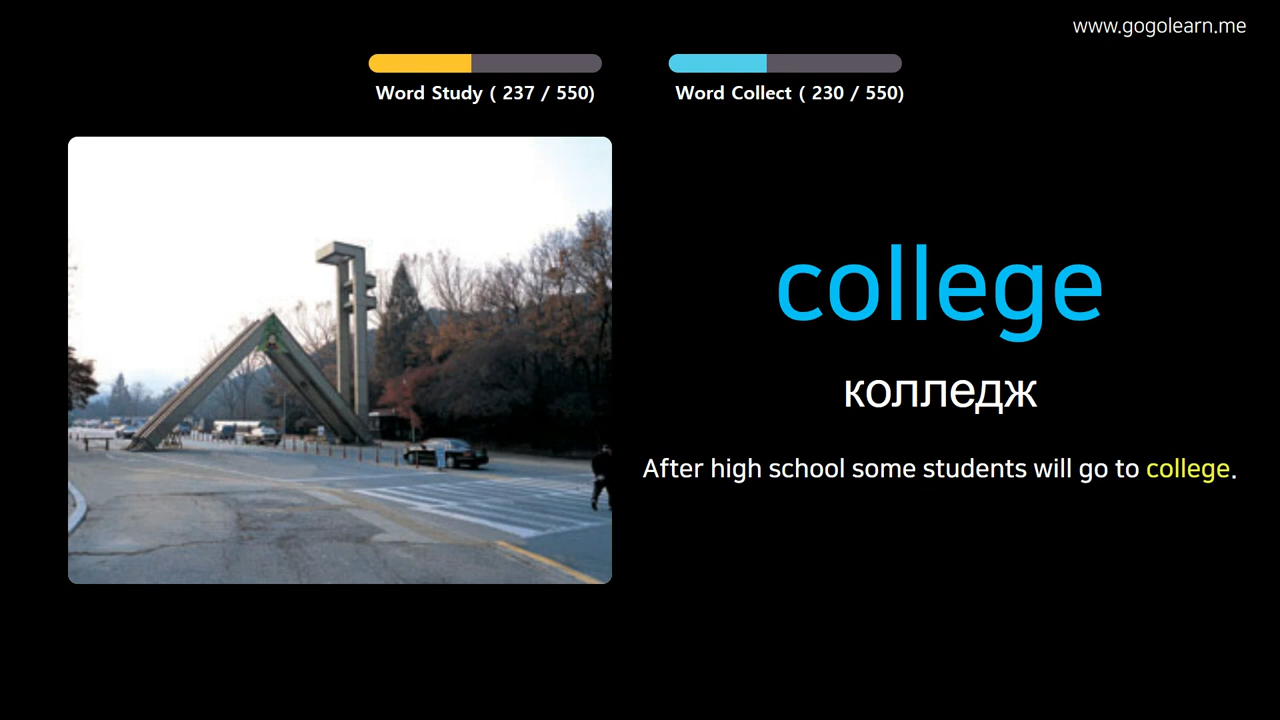 www.gogolearn.me
Word Study ( 237 / 550)
Word Collect ( 230 / 550)
college
колледж
After high school some students will go to college.